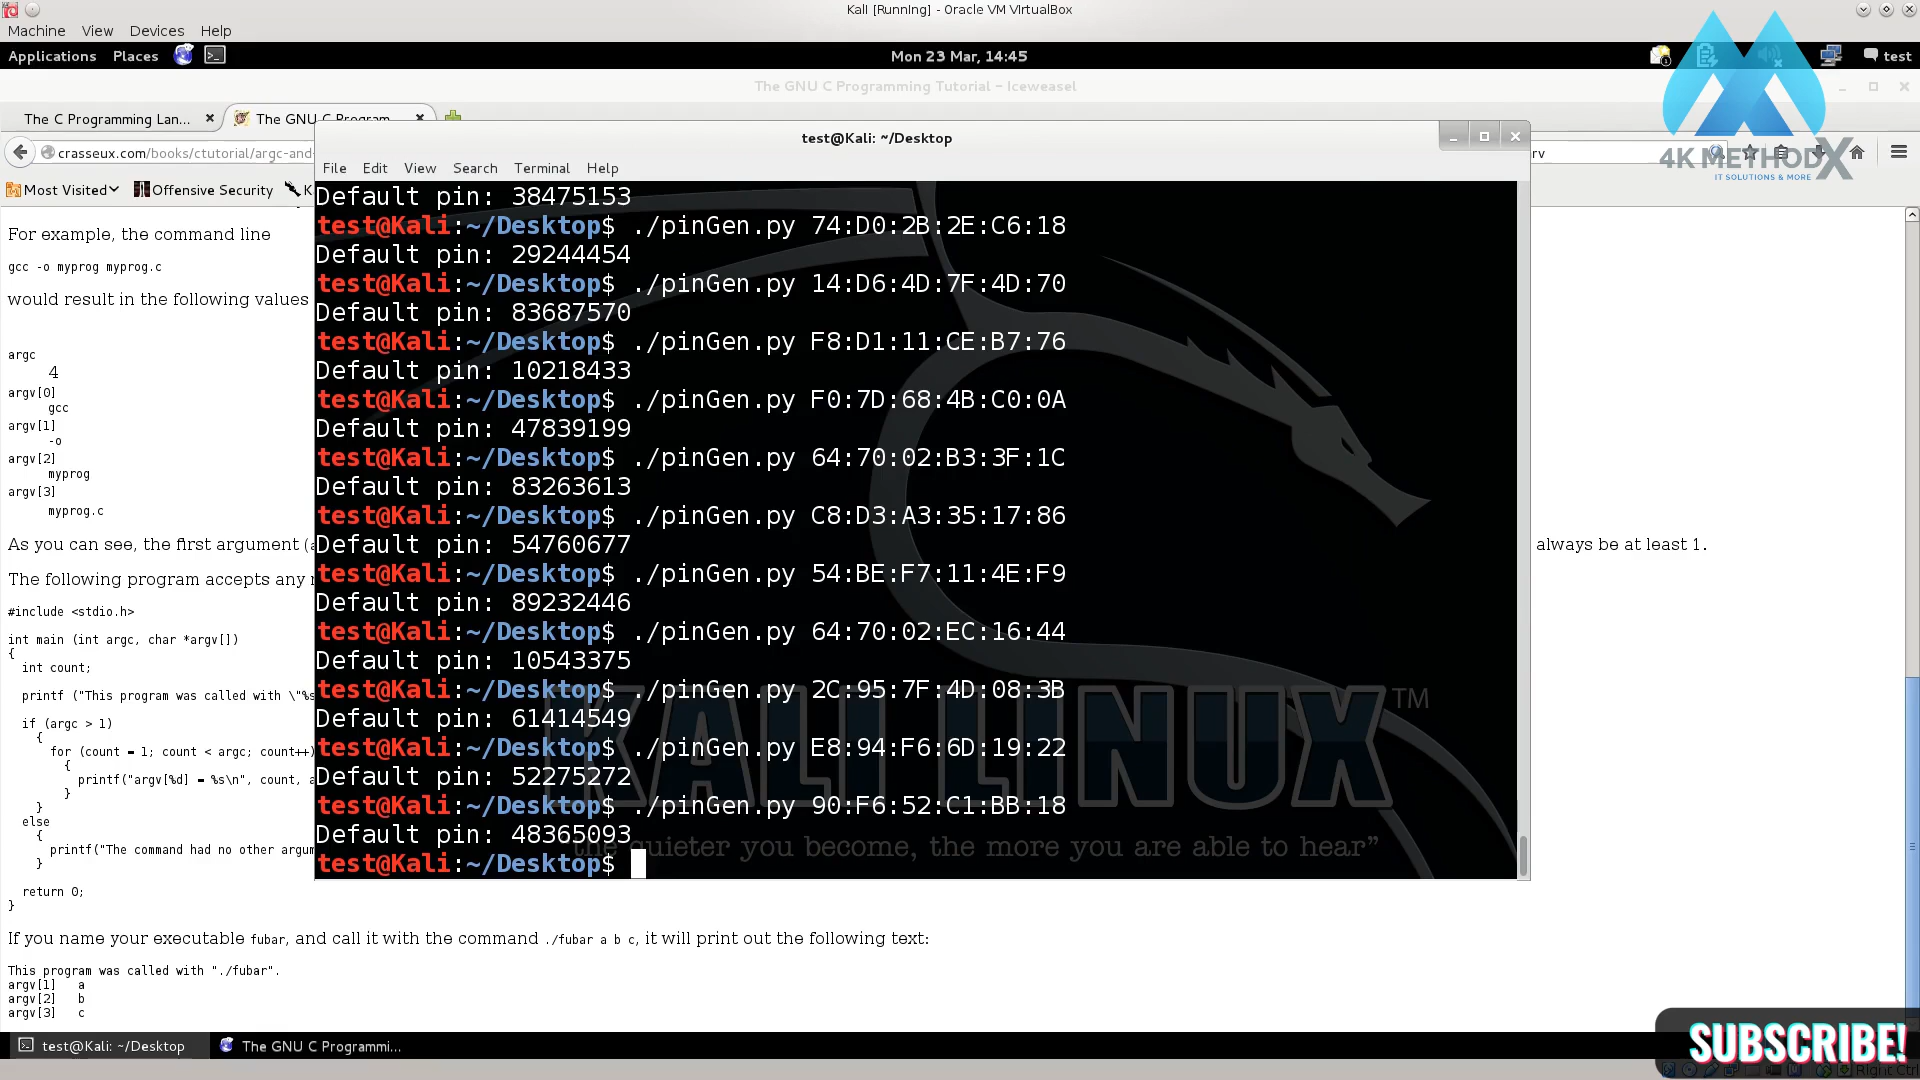 Kali [Running] - Oracle VM VirtualBox
Machine View Devices Help
Applications Places
Mon 23 Mar, 14:45
test
The GNU C Programming Tutorial - Iceweasel
The C Programming Lan...
The GNU C Program
crasseux.com/books/ctutorial/argc-and-
rv
Most Visited
Offensive Security
K
4K METHODX
IT SOLUTIONS & MORE
test@Kali: ~/Desktop
File Edit View Search Terminal Help
Default pin: 38475153
test@Kali:~/Desktop$ ./pinGen.py 74:D0:2B:2E:C6:18
Default pin: 29244454
test@Kali:~/Desktop$ ./pinGen.py 14:D6:4D:7F:4D:70
Default pin: 83687570
test@Kali:~/Desktop$ ./pinGen.py F8:D1:11:CE:B7:76
Default pin: 10218433
test@Kali:~/Desktop$ ./pinGen.py F0:7D:68:4B:C0:0A
Default pin: 47839199
test@Kali:~/Desktop$ ./pinGen.py 64:70:02:B3:3F:1C
Default pin: 83263613
test@Kali:~/Desktop$ ./pinGen.py C8:D3:A3:35:17:86
Default pin: 54760677
test@Kali:~/Desktop$ ./pinGen.py 54:BE:F7:11:4E:F9
Default pin: 89232446
test@Kali:~/Desktop$ ./pinGen.py 64:70:02:EC:16:44
Default pin: 10543375
test@Kali:~/Desktop$ ./pinGen.py 2C:95:7F:4D:08:3B
Default pin: 61414549
test@Kali:~/Desktop$ ./pinGen.py E8:94:F6:6D:19:22
Default pin: 52275272
test@Kali:~/Desktop$ ./pinGen.py 90:F6:52:C1:BB:18
Default pin: 48365093
test@Kali:~/Desktop$
KALI LINUX™
the quieter you become, the more you are able to hear”
For example, the command line
gcc -o myprog myprog.c
would result in the following values
argc
4
argv[0]
gcc
argv[1]
-o
argv[2]
myprog
argv[3]
myprog.c
As you can see, the first argument (
always be at least 1.
The following program accepts any
#include <stdio.h>
int main (int argc, char *argv[])
{
int count;
printf ("This program was called with \"%s
if (argc > 1)
{
for (count = 1; count < argc; count++)
{
printf("argv[%d] = %s\n", count, a
}
}
else
{
printf("The command had no other argum
}
return 0;
}
If you name your executable fubar, and call it with the command ./fubar a b c, it will print out the following text:
This program was called with "./fubar".
argv[1] a
argv[2] b
argv[3] c
test@Kali: ~/Desktop
The GNU C Programmi...
SUBSCRIBE!
Right Ctrl